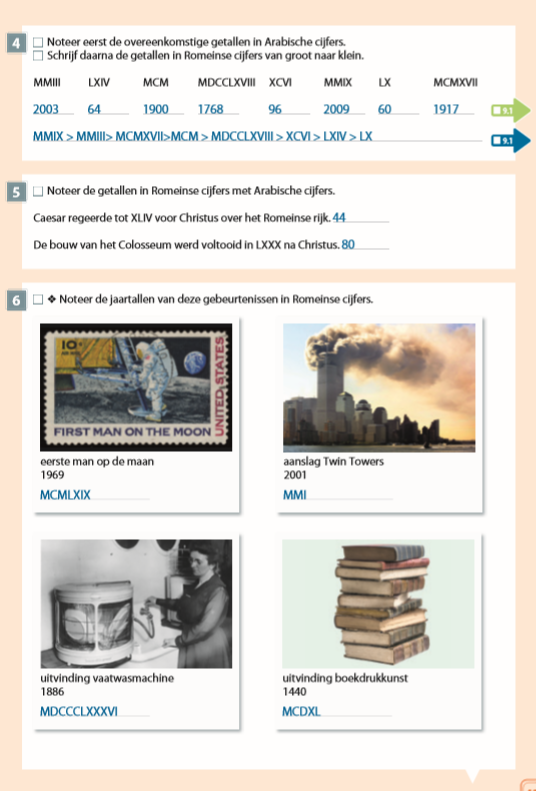 4
Noteer eerst de overeenkomstige getallen in Arabische cijfers.
Schrijf daarna de getallen in Romeinse cijfers van groot naar klein.
MMIII LXIV MCM MDCCLXVIII XCVI MMIX LX MCMXVII
2003 64 1900 1768 96 2009 60 1917
9.1
MMIX > MMIII> MCMXVII>MCM > MDCCLXVIII > XCVI > LXIV > LX
9.1
5
Noteer de getallen in Romeinse cijfers met Arabische cijfers.
Caesar regeerde tot XLIV voor Christus over het Romeinse rijk. 44
De bouw van het Colosseum werd voltooid in LXXX na Christus. 80
6
❖ Noteer de jaartallen van deze gebeurtenissen in Romeinse cijfers.
10
UNITED STATES
FIRST MAN ON THE MOON
eerste man op de maan
1969
MCMLXIX
aanslag Twin Towers
2001
MMI
uitvinding vaatwasmachine
1886
MDCCCLXXXVI
uitvinding boekdrukkunst
1440
MCDXL